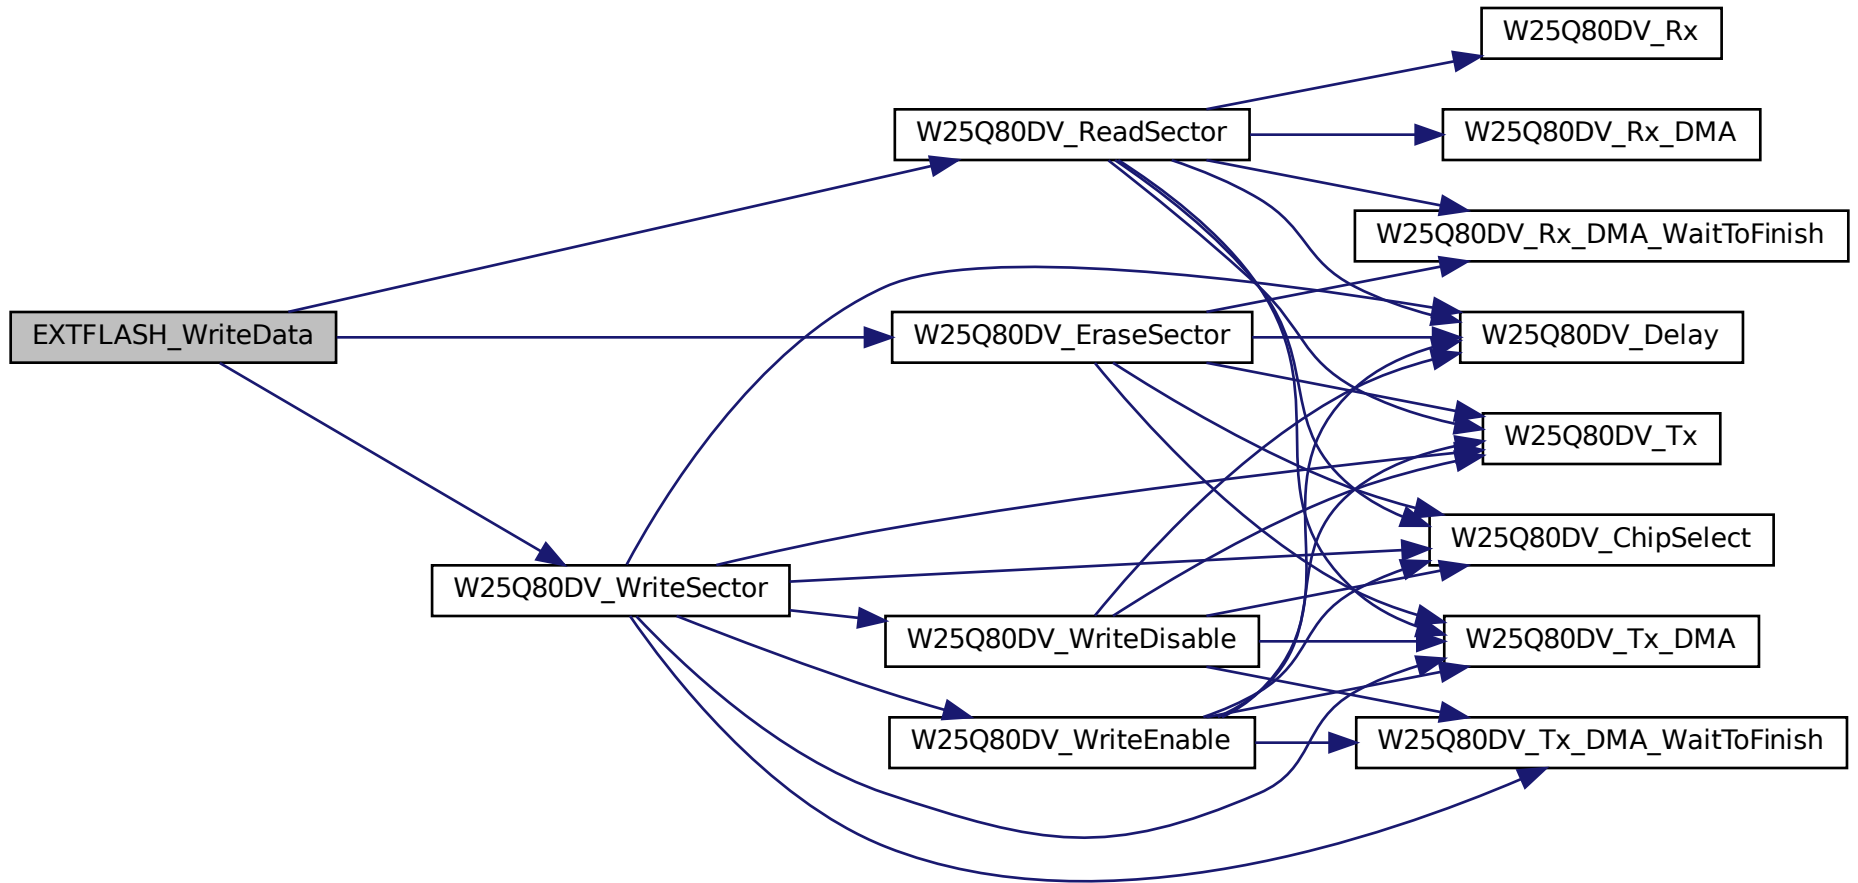 W25Q80DV_Rx
W25Q80DV_ReadSector
W25Q80DV_Rx_DMA
W25Q80DV_Rx_DMA_WaitToFinish
EXTFLASH_WriteData
W25Q80DV_EraseSector
W25Q80DV_Delay
W25Q80DV_Tx
W25Q80DV_ChipSelect
W25Q80DV_WriteSector
W25Q80DV_WriteDisable
W25Q80DV_Tx_DMA
W25Q80DV_WriteEnable
W25Q80DV_Tx_DMA_WaitToFinish